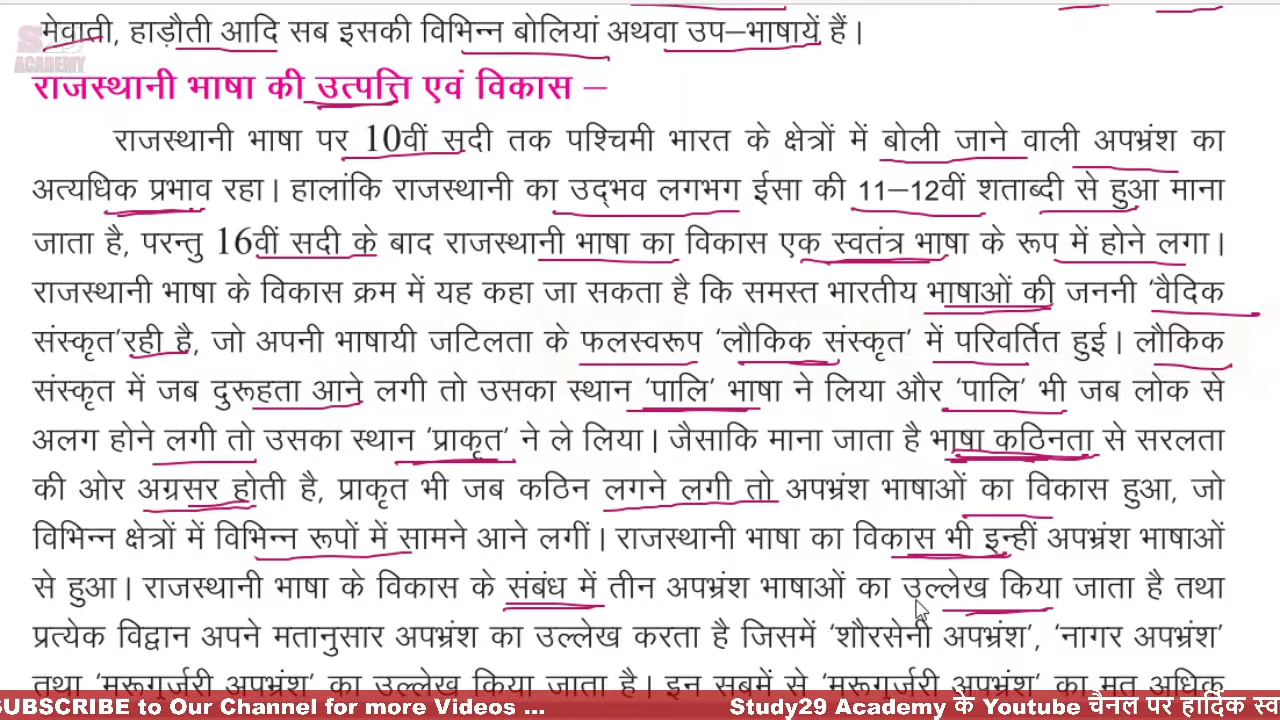 मेवाती, हाड़ौती आदि सब इसकी विभिन्न बोलियां अथवा उप–भाषायें हैं।
S ACADEMY
राजस्थानी भाषा की उत्पत्ति एवं विकास –
राजस्थानी भाषा पर 10वीं सदी तक पश्चिमी भारत के क्षेत्रों में बोली जाने वाली अपभ्रंश का
अत्यधिक प्रभाव रहा। हालांकि राजस्थानी का उद्‌भव लगभग ईसा की 11–12वीं शताब्दी से हुआ माना
जाता है, परन्तु 16वीं सदी के बाद राजस्थानी भाषा का विकास एक स्वतंत्र भाषा के रूप में होने लगा।
राजस्थानी भाषा के विकास क्रम में यह कहा जा सकता है कि समस्त भारतीय भाषाओं की जननी ‘वैदिक
संस्कृत’रही है, जो अपनी भाषायी जटिलता के फलस्वरूप ‘लौकिक संस्कृत’ में परिवर्तित हुई। लौकिक
संस्कृत में जब दुरूहता आने लगी तो उसका स्थान ‘पालि’ भाषा ने लिया और ‘पालि’ भी जब लोक से
अलग होने लगी तो उसका स्थान ‘प्राकृत’ ने ले लिया। जैसाकि माना जाता है भाषा कठिनता से सरलता
की ओर अग्रसर होती है, प्राकृत भी जब कठिन लगने लगी तो अपभ्रंश भाषाओं का विकास हुआ, जो
विभिन्न क्षेत्रों में विभिन्न रूपों में सामने आने लगीं। राजस्थानी भाषा का विकास भी इन्हीं अपभ्रंश भाषाओं
से हुआ। राजस्थानी भाषा के विकास के संबंध में तीन अपभ्रंश भाषाओं का उल्लेख किया जाता है तथा
प्रत्येक विद्वान अपने मतानुसार अपभ्रंश का उल्लेख करता है जिसमें ‘शौरसेनी अपभ्रंश’, ‘नागर अपभ्रंश’
तथा ‘मरूगुर्जरी अपभ्रंश’ का उल्लेख किया जाता है। इन सबमें से ‘मरूगुर्जरी अपभ्रंश’ का मत अधिक
SUBSCRIBE to Our Channel for more Videos ... Study29 Academy के Youtube चैनल पर हार्दिक स्व